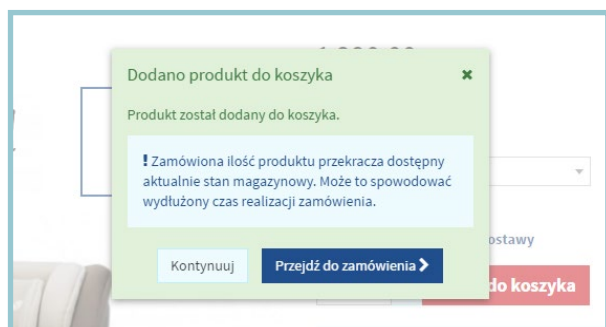 Dodano produkt do koszyka
Produkt został dodany do koszyka.
! Zamówiona ilość produktu przekracza dostępny
aktualnie stan magazynowy. Może to spowodować
wydłużony czas realizacji zamówienia.
ostawy
Kontynuuj Przejdź do zamówienia
do koszyka